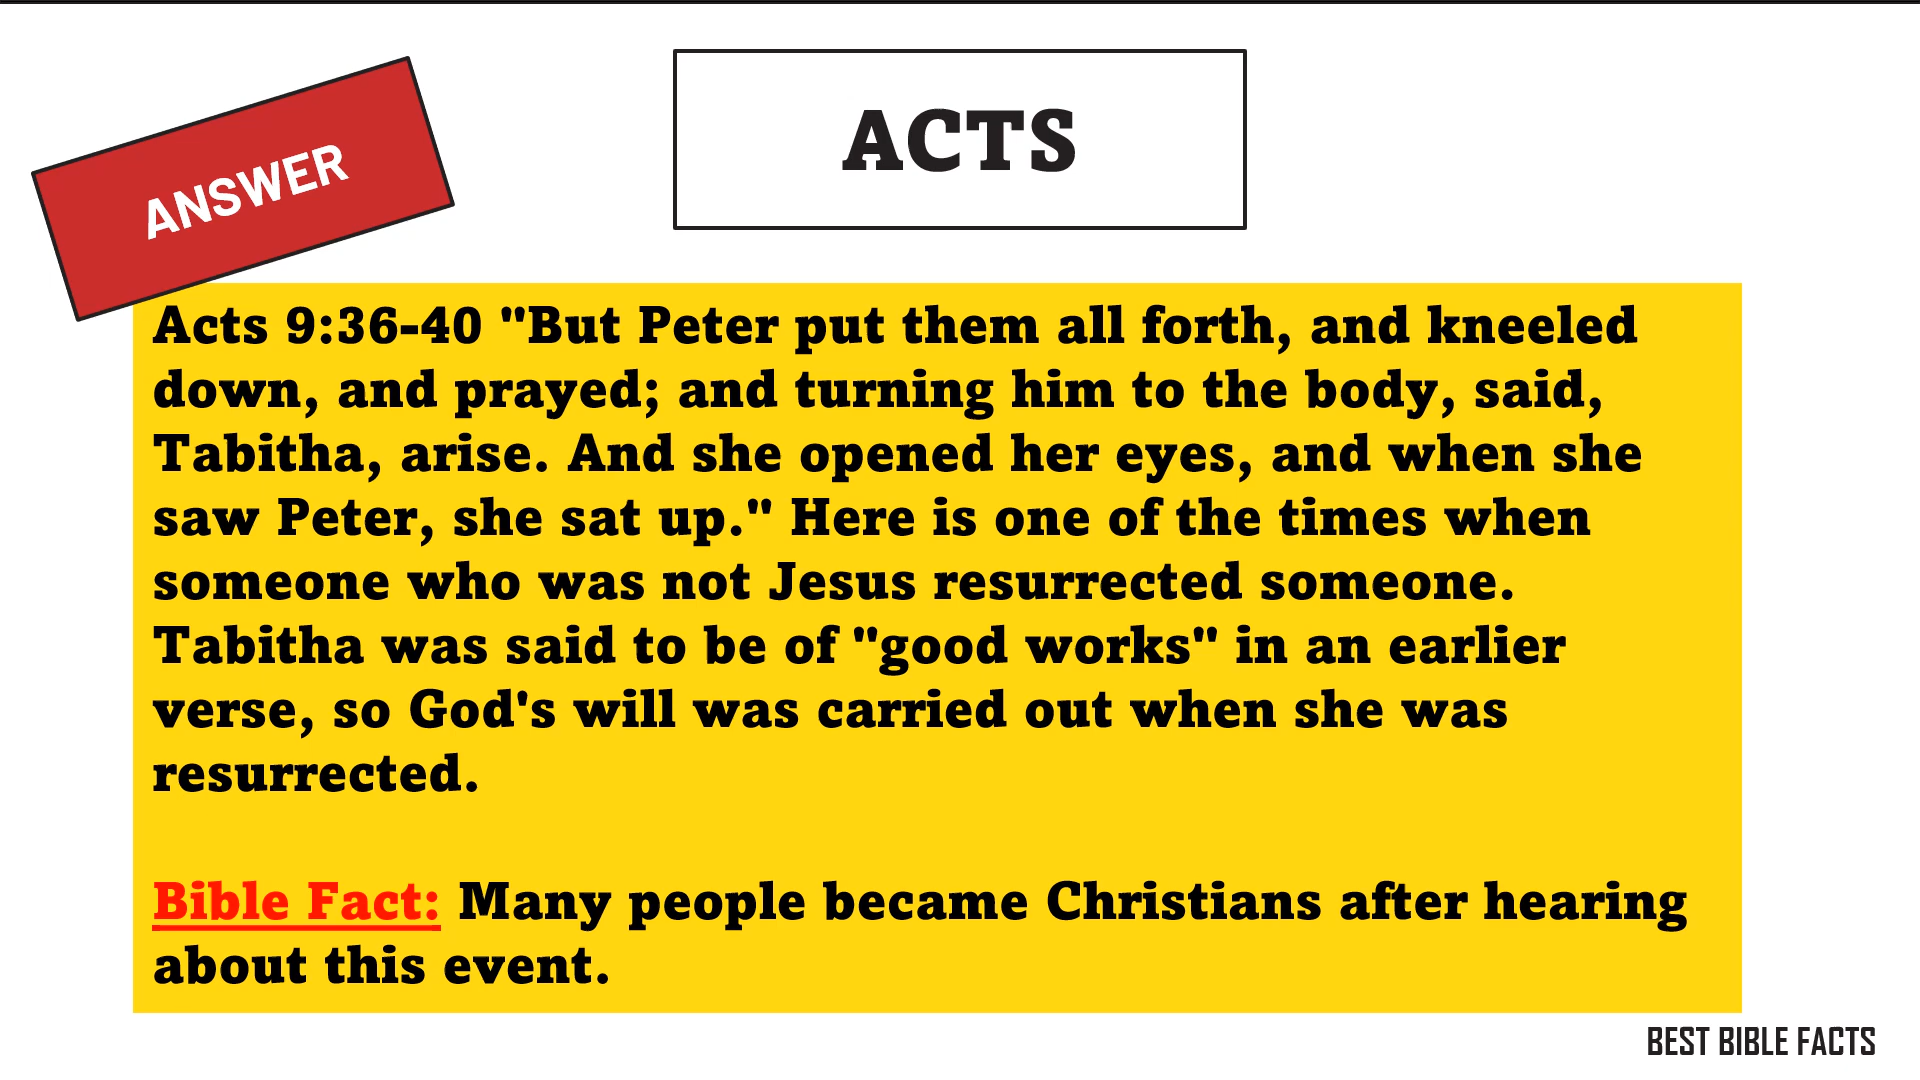 ANSWER
ACTS
Acts 9:36-40 "But Peter put them all forth, and kneeled
down, and prayed; and turning him to the body, said,
Tabitha, arise. And she opened her eyes, and when she
saw Peter, she sat up." Here is one of the times when
someone who was not Jesus resurrected someone.
Tabitha was said to be of "good works" in an earlier
verse, so God's will was carried out when she was
resurrected.
Bible Fact: Many people became Christians after hearing
about this event.
BEST BIBLE FACTS